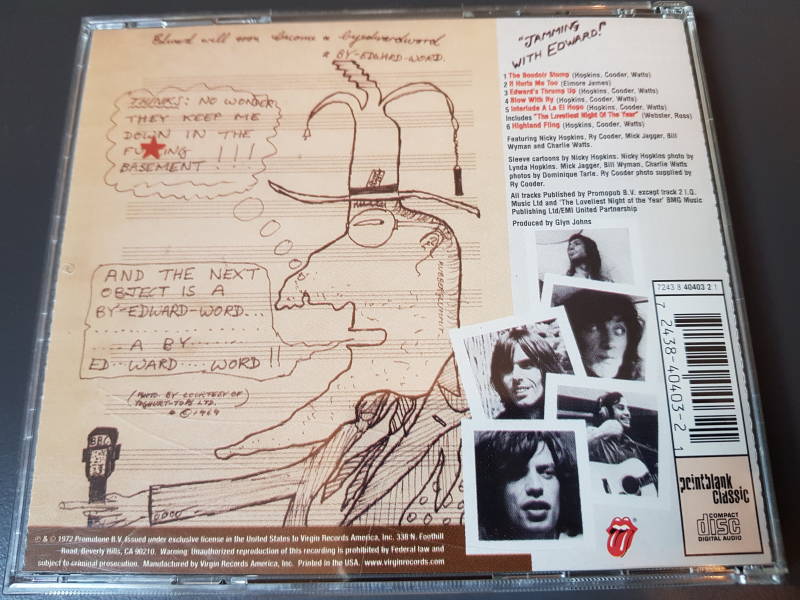 Edward will soon become a byedwardword
a BY-EDWARD-WORD.
THINKS: NO WONDER
THEY KEEP ME
DOWN IN THE
FU★ING
BASEMENT !!!
AND THE NEXT
OBJECT IS A
BY-EDWARD-WORD...
...A BY
ED..WARD....WORD!!
(PHOTO BY COURTESY OF
YOGHURT-TOPS LTD.
© 1969
BBC
"JAMMING
WITH EDWARD!"
1 The Boudoir Stomp (Hopkins, Cooder, Watts)
2 It Hurts Me Too (Elmore James)
3 Edward's Thrump Up (Hopkins, Cooder, Watts)
4 Blow With Ry (Hopkins, Cooder, Watts)
5 Interlude A La El Hopo (Hopkins, Cooder, Watts)
Includes "The Loveliest Night Of The Year" (Webster, Ross)
6 Highland Fling (Hopkins, Cooder, Watts)
Featuring Nicky Hopkins, Ry Cooder, Mick Jagger, Bill
Wyman and Charlie Watts.
Sleeve cartoons by Nicky Hopkins. Nicky Hopkins photo by
Lynda Hopkins. Mick Jagger, Bill Wyman, Charlie Watts
photos by Dominique Tarle. Ry Cooder photo supplied by
Ry Cooder.
All tracks Published by Promopub B.V. except track 2 I.Q.
Music Ltd and 'The Loveliest Night of the Year' BMG Music
Publishing Ltd/EMI United Partnership
Produced by Glyn Johns
7243 8 40403 2 1
7 2438-40403-2 1
pointblank
classic
COMPACT
disc
DIGITAL AUDIO
℗ & © 1972 Promotone B.V. Issued under exclusive license in the United States to Virgin Records America, Inc. 338 N. Foothill
Road, Beverly Hills, CA 90210. Warning: Unauthorized reproduction of this recording is prohibited by Federal law and
subject to criminal prosecution. Manufactured by Virgin Records America, Inc. Printed in the USA. www.virginrecords.com